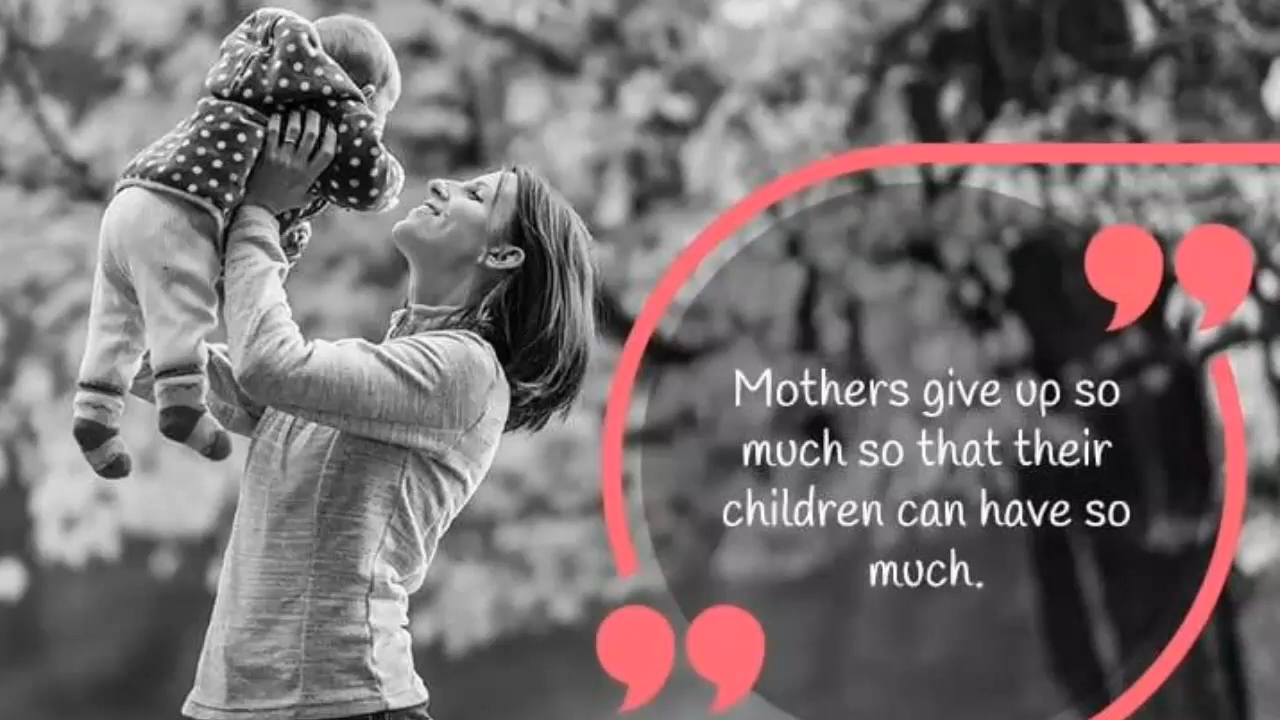 Mothers give up so
much so that their
children can have so
much.